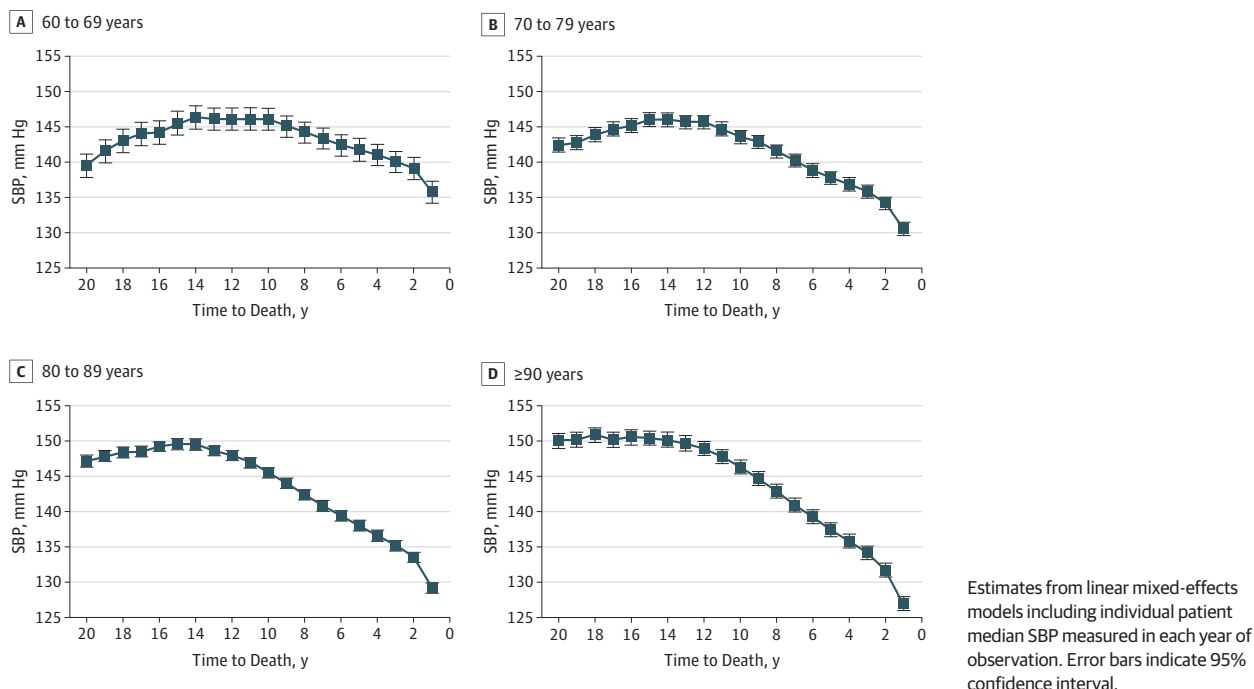 A 60 to 69 years
155
150
145
140
135
130
125
SBP, mm Hg
20 18 16 14 12 10 8 6 4 2 0
Time to Death, y
B 70 to 79 years
155
150
145
140
135
130
125
SBP, mm Hg
20 18 16 14 12 10 8 6 4 2 0
Time to Death, y
C 80 to 89 years
155
150
145
140
135
130
125
SBP, mm Hg
20 18 16 14 12 10 8 6 4 2 0
Time to Death, y
D ≥90 years
155
150
145
140
135
130
125
SBP, mm Hg
20 18 16 14 12 10 8 6 4 2 0
Time to Death, y
Estimates from linear mixed-effects
models including individual patient
median SBP measured in each year of
observation. Error bars indicate 95%
confidence interval.